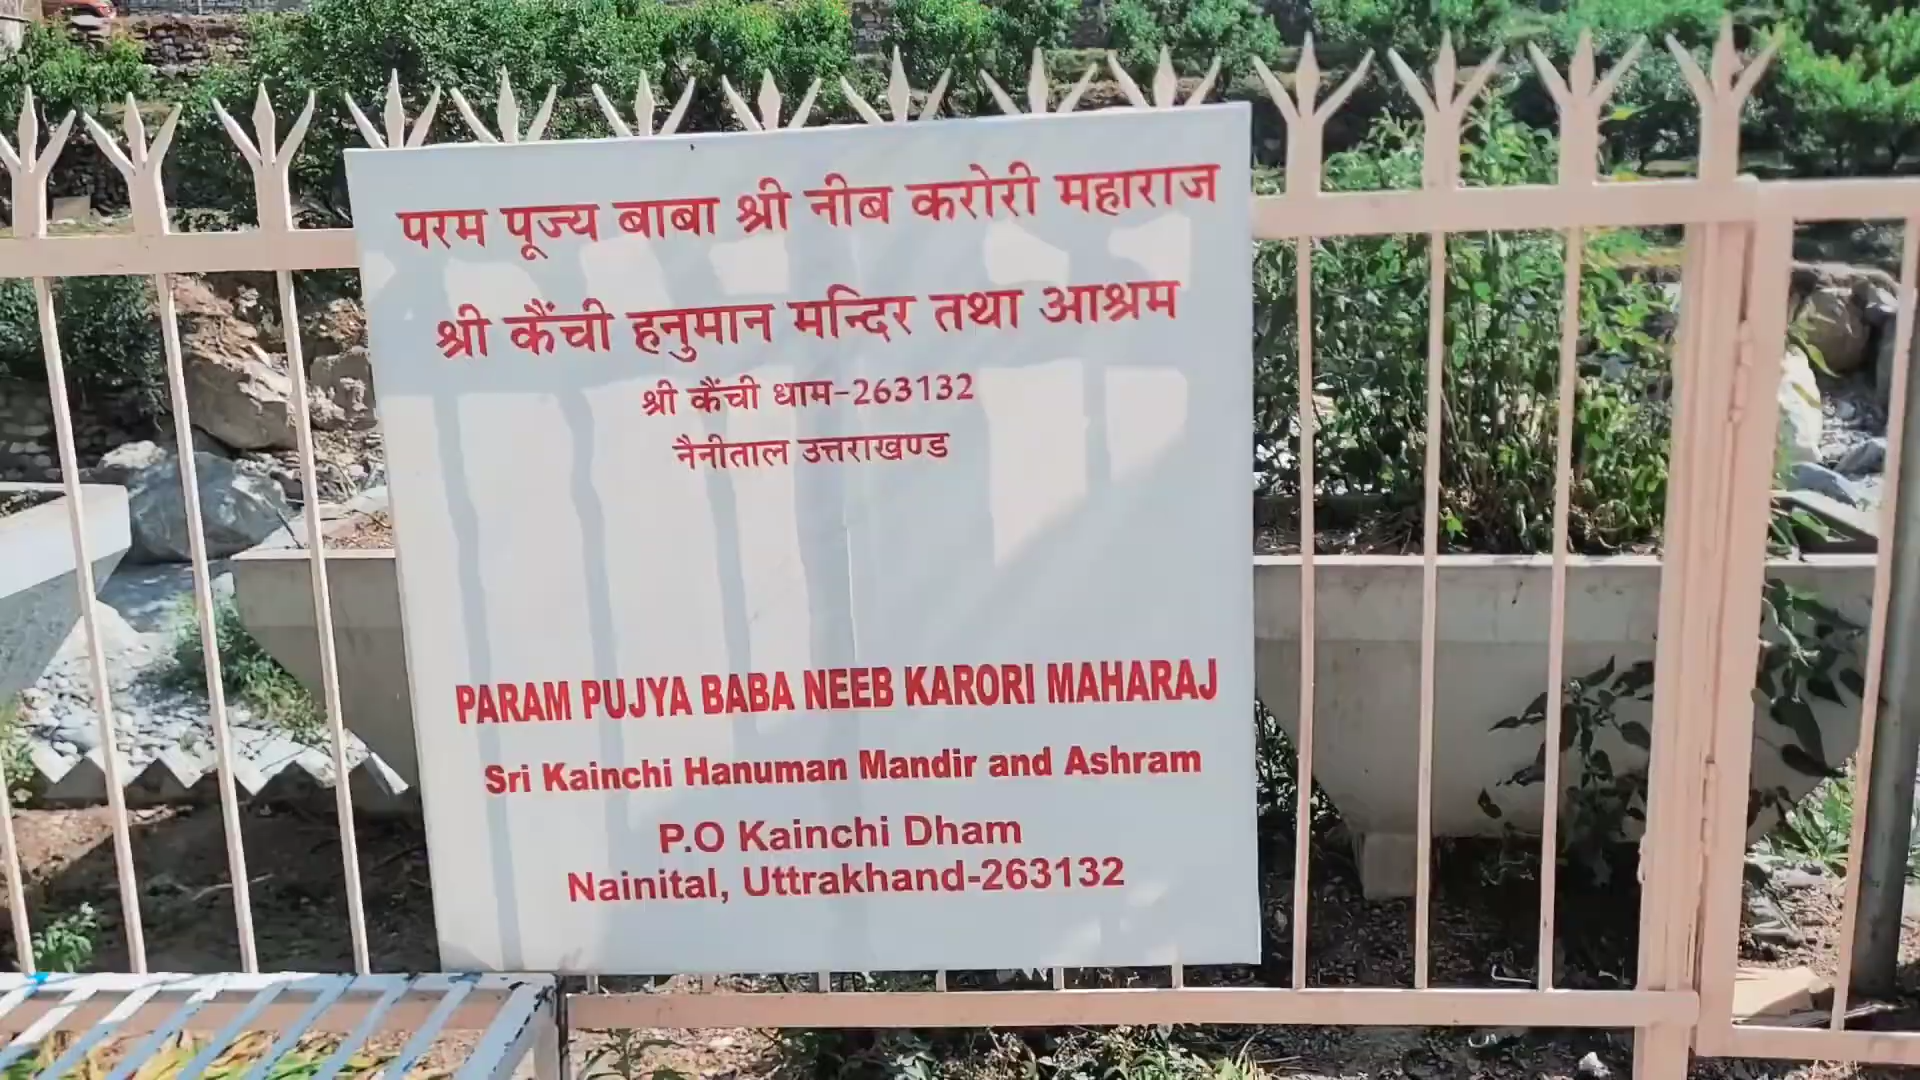 परम पूज्य बाबा श्री नीब करोरी महाराज
श्री कैंची हनुमान मन्दिर तथा आश्रम
श्री कैंची धाम-263132
नैनीताल उत्तराखण्ड
PARAM PUJYA BABA NEEB KARORI MAHARAJ
Sri Kainchi Hanuman Mandir and Ashram
P.O Kainchi Dham
Nainital, Uttrakhand-263132